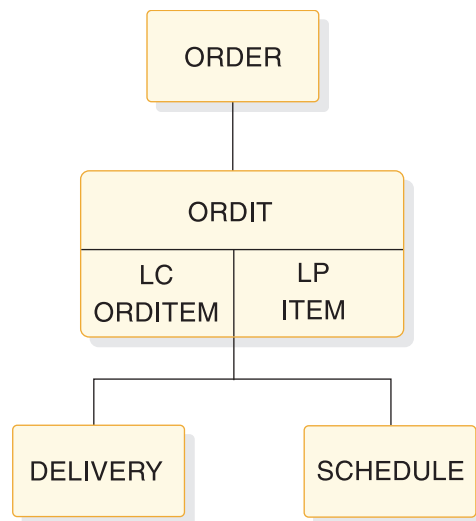 ORDER
ORDIT
LC
ORDITEM
LP
ITEM
DELIVERY
SCHEDULE